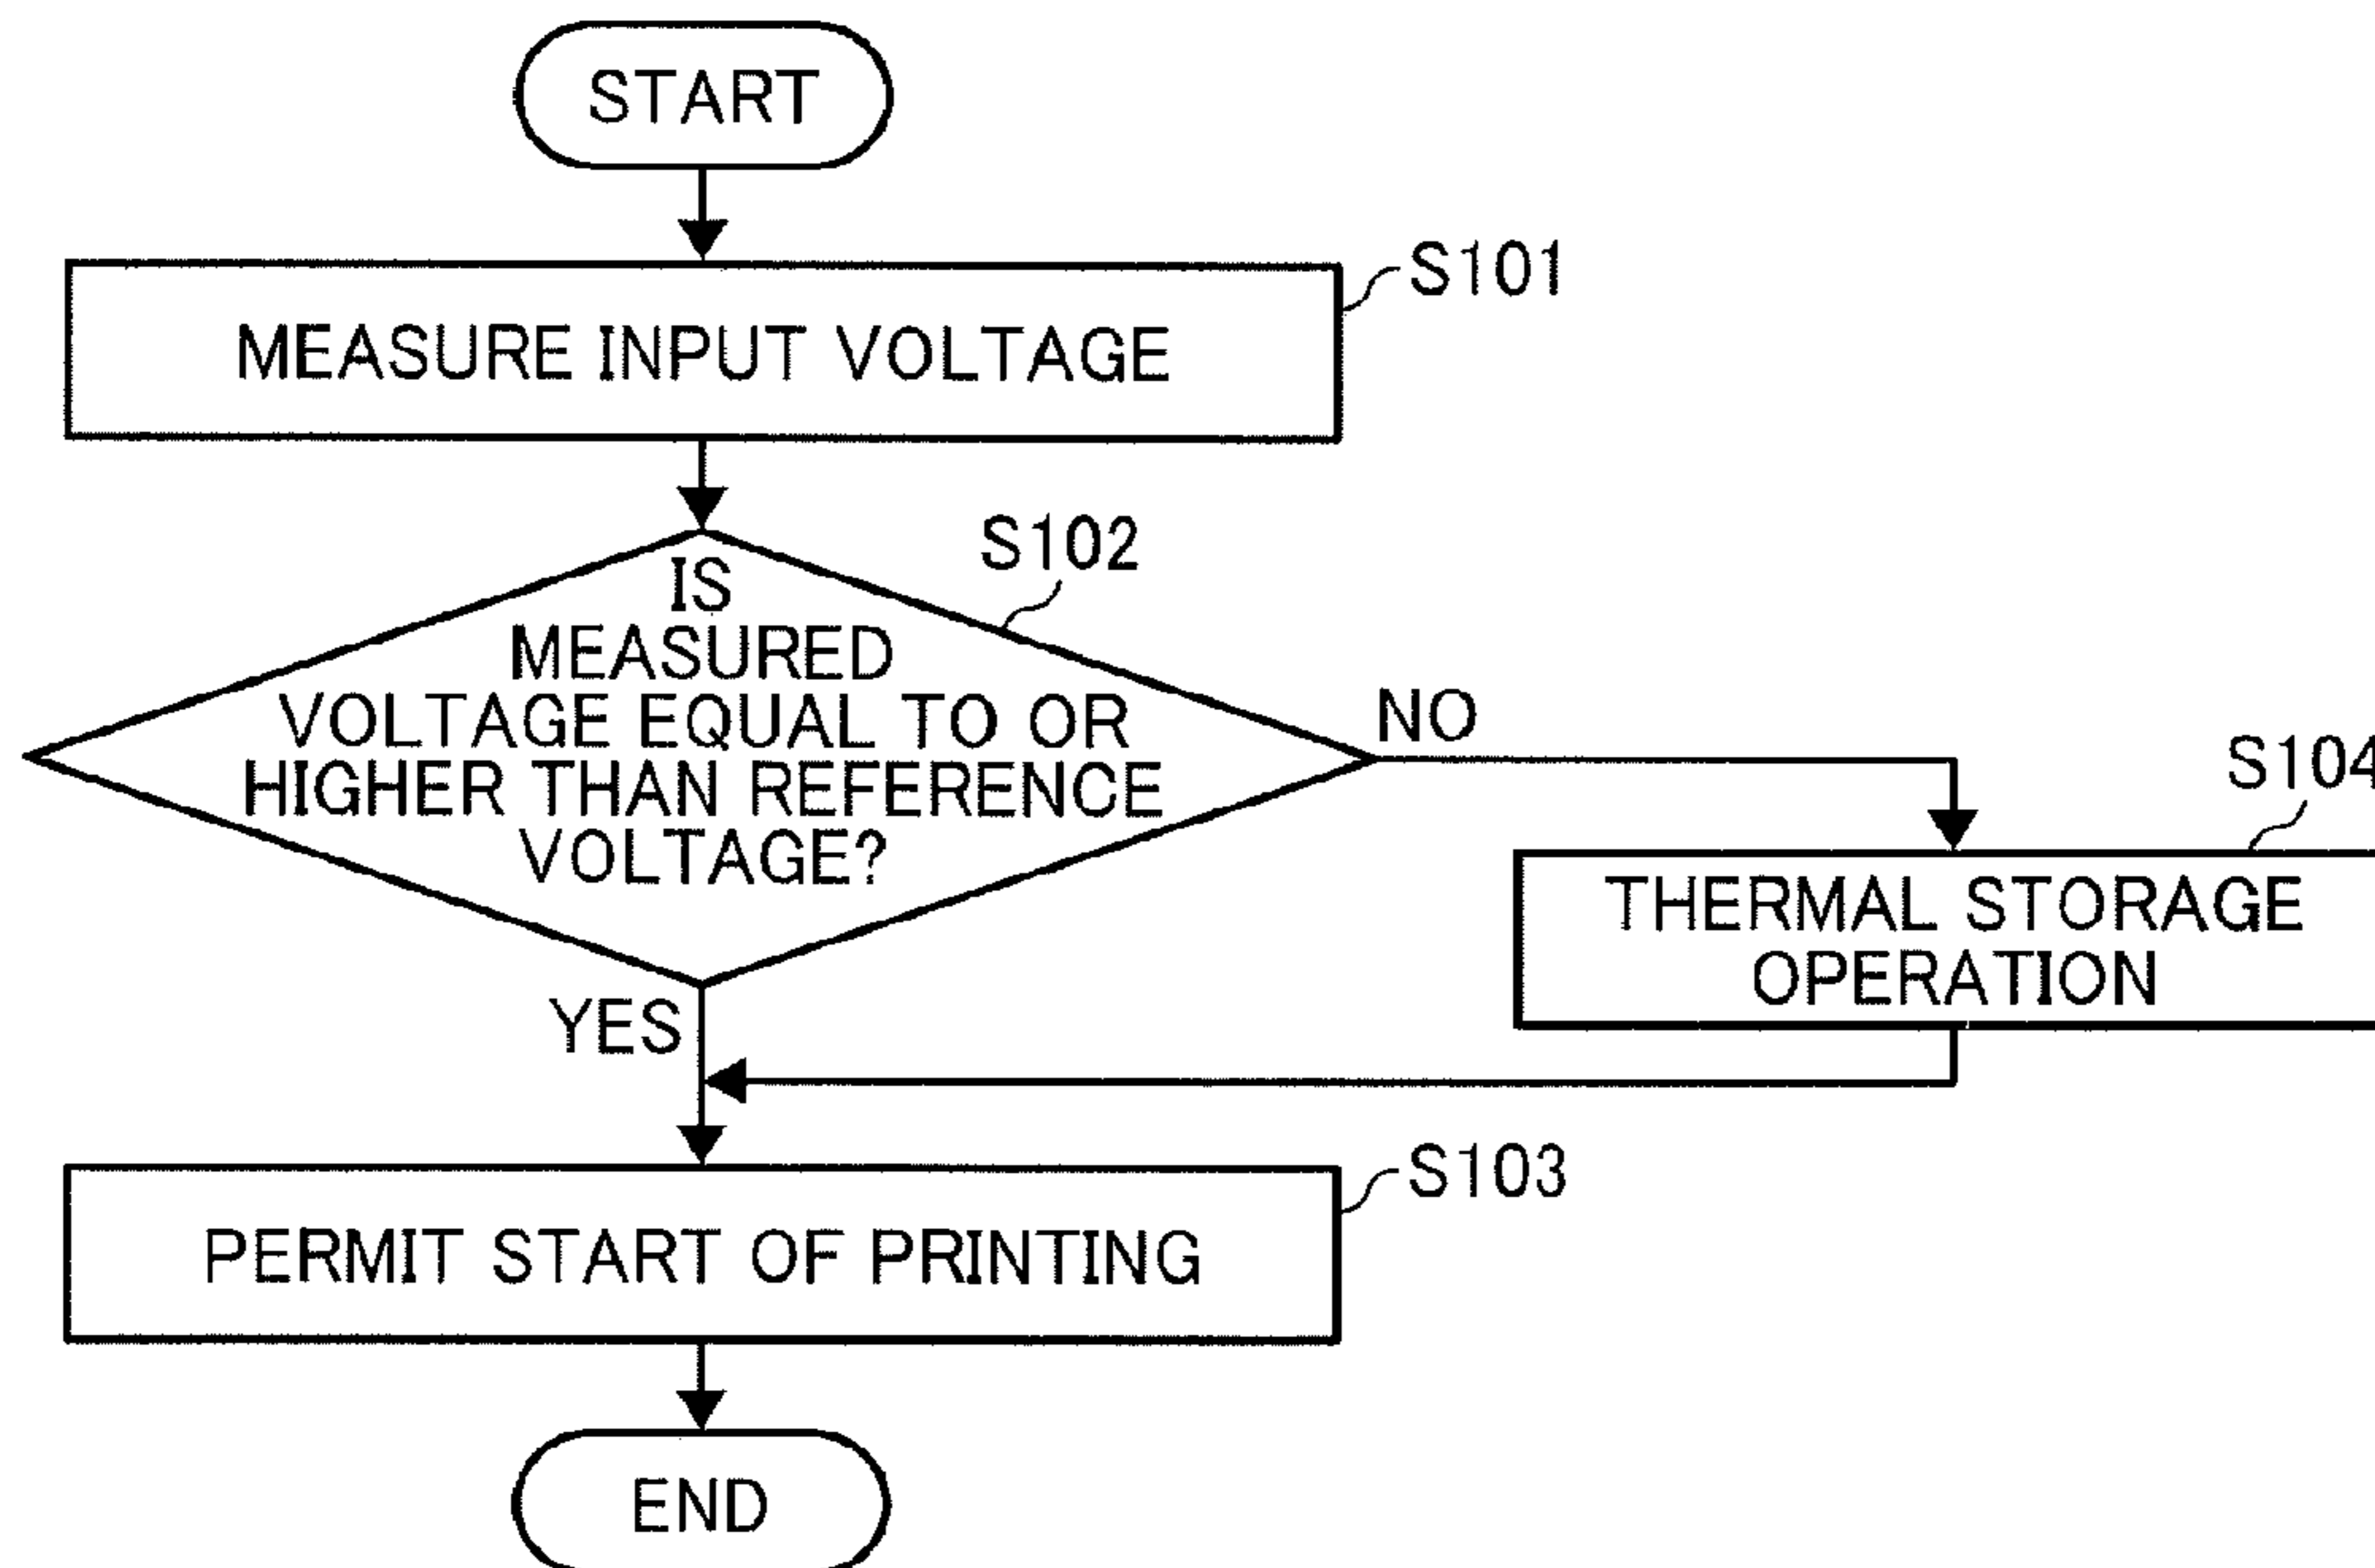 START
S101
MEASURE INPUT VOLTAGE
S102
IS
MEASURED
VOLTAGE EQUAL TO OR
HIGHER THAN REFERENCE
VOLTAGE?
NO
S104
THERMAL STORAGE
OPERATION
YES
S103
PERMIT START OF PRINTING
END